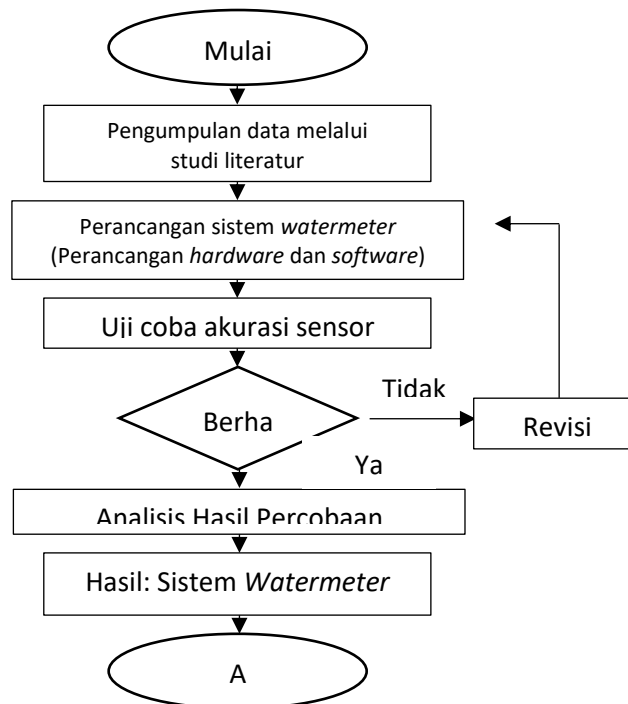 Mulai
Pengumpulan data melalui
studi literatur
Perancangan sistem watermeter
(Perancangan hardware dan software)
Uji coba akurasi sensor
Berha
Tidak
Revisi
Ya
Analisis Hasil Percobaan
Hasil: Sistem Watermeter
A